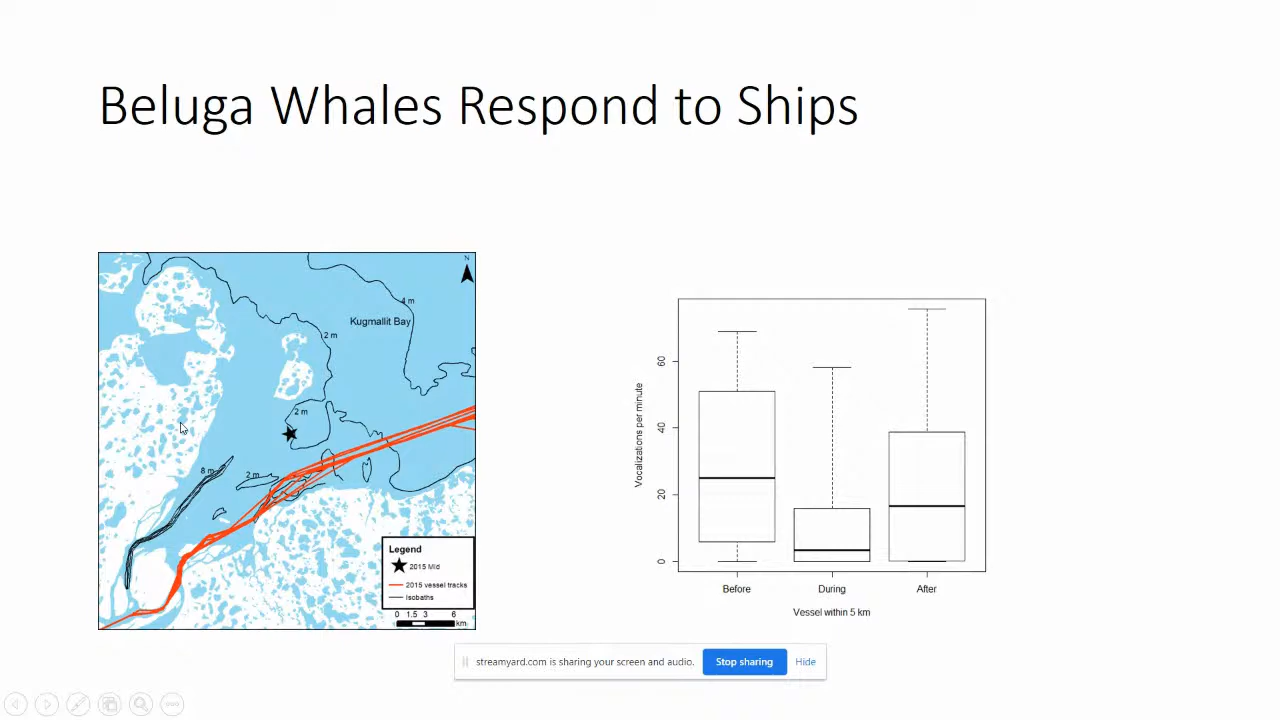 Beluga Whales Respond to Ships
N
4 m
Kugmallit Bay
2 m
2 m
8 m
2 m
Legend
2015 Mid
2015 vessel tracks
Isobaths
0 1.5 3 6
km
Vocalizations per minute
60
40
20
0
Before During After
Vessel within 5 km
streamyard.com is sharing your screen and audio. Stop sharing Hide